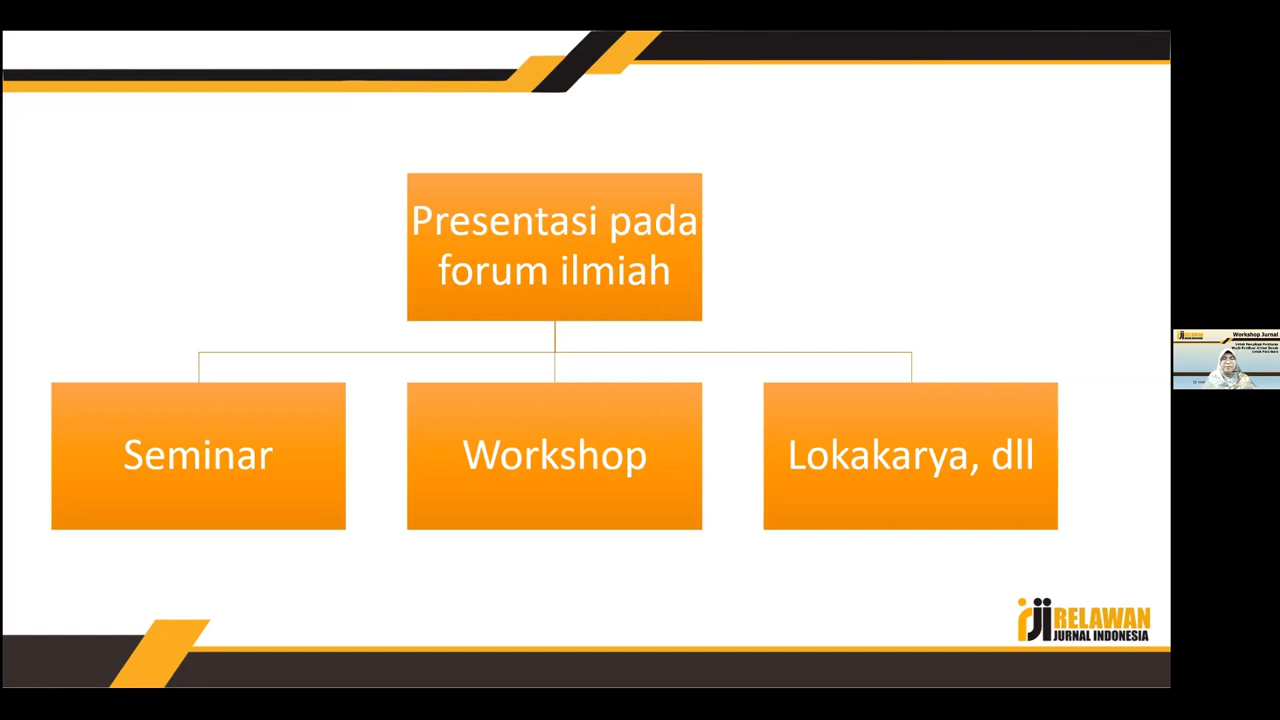 Presentasi pada
forum ilmiah
Seminar
Workshop
Lokakarya, dll
RELAWAN
JURNAL INDONESIA
Workshop Jurnal